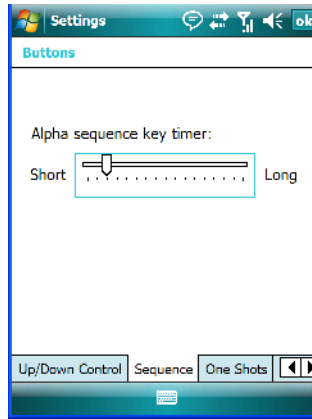 Settings ok
Buttons
Alpha sequence key timer:
Short Long
Up/Down Control Sequence One Shots